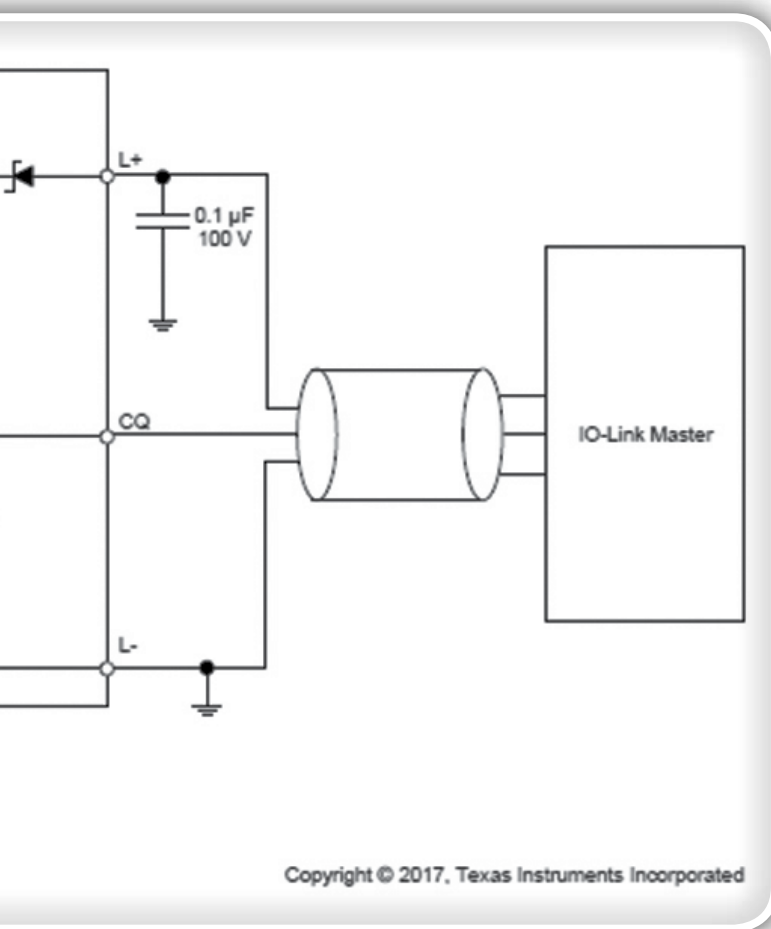 L+
0.1 µF
100 V
CQ
IO-Link Master
L-
Copyright © 2017, Texas Instruments Incorporated